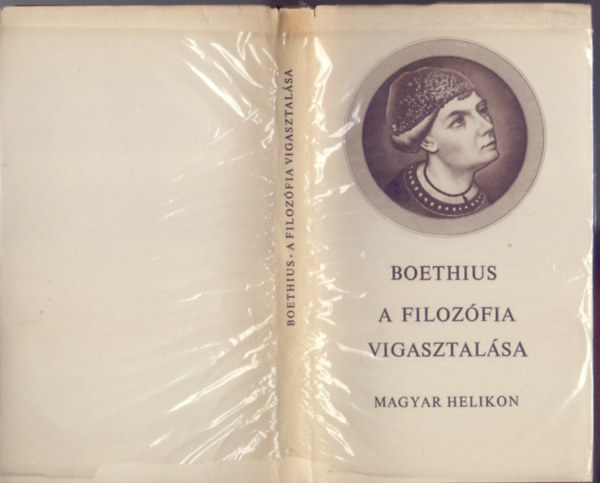 BOETHIUS · A FILOZÓFIA VIGASZTALÁSA
BOETHIUS
A FILOZÓFIA
VIGASZTALÁSA
MAGYAR HELIKON